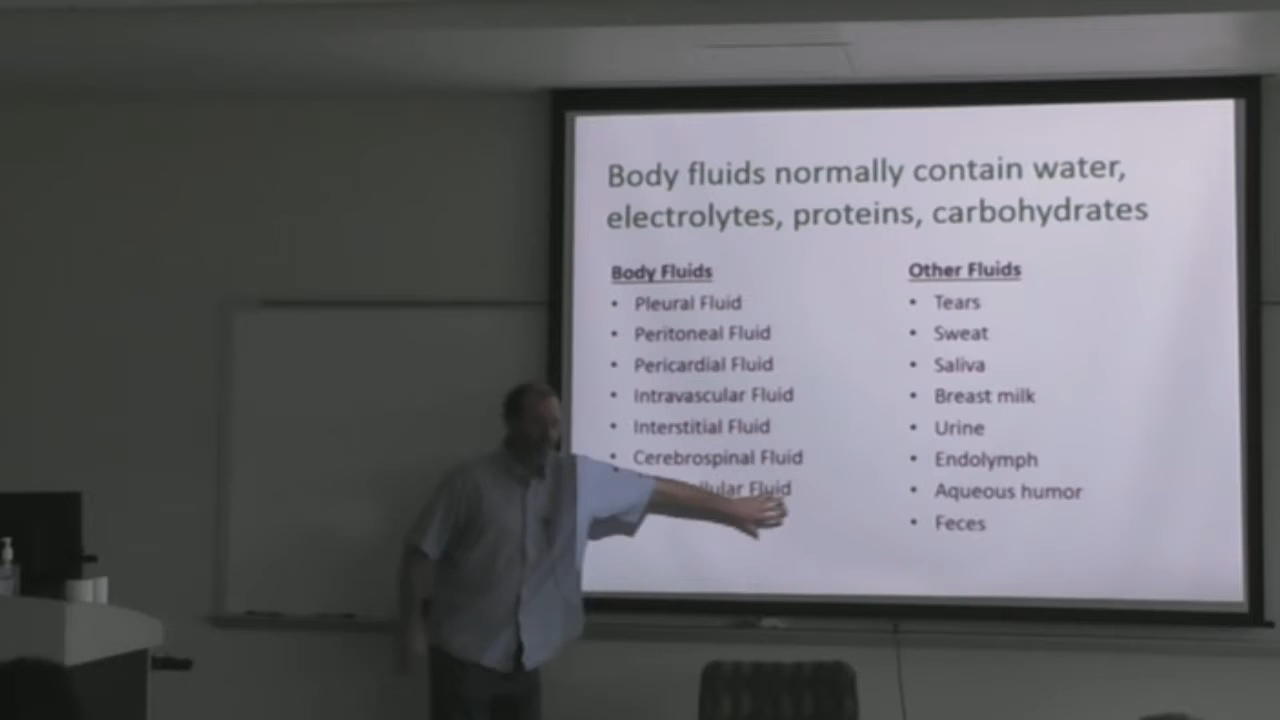 Body fluids normally contain water,
electrolytes, proteins, carbohydrates
Body Fluids
• Pleural Fluid
• Peritoneal Fluid
• Pericardial Fluid
• Intravascular Fluid
• Interstitial Fluid
• Cerebrospinal Fluid
Fluid
Other Fluids
• Tears
• Sweat
• Saliva
• Breast milk
• Urine
• Endolymph
• Aqueous humor
• Feces